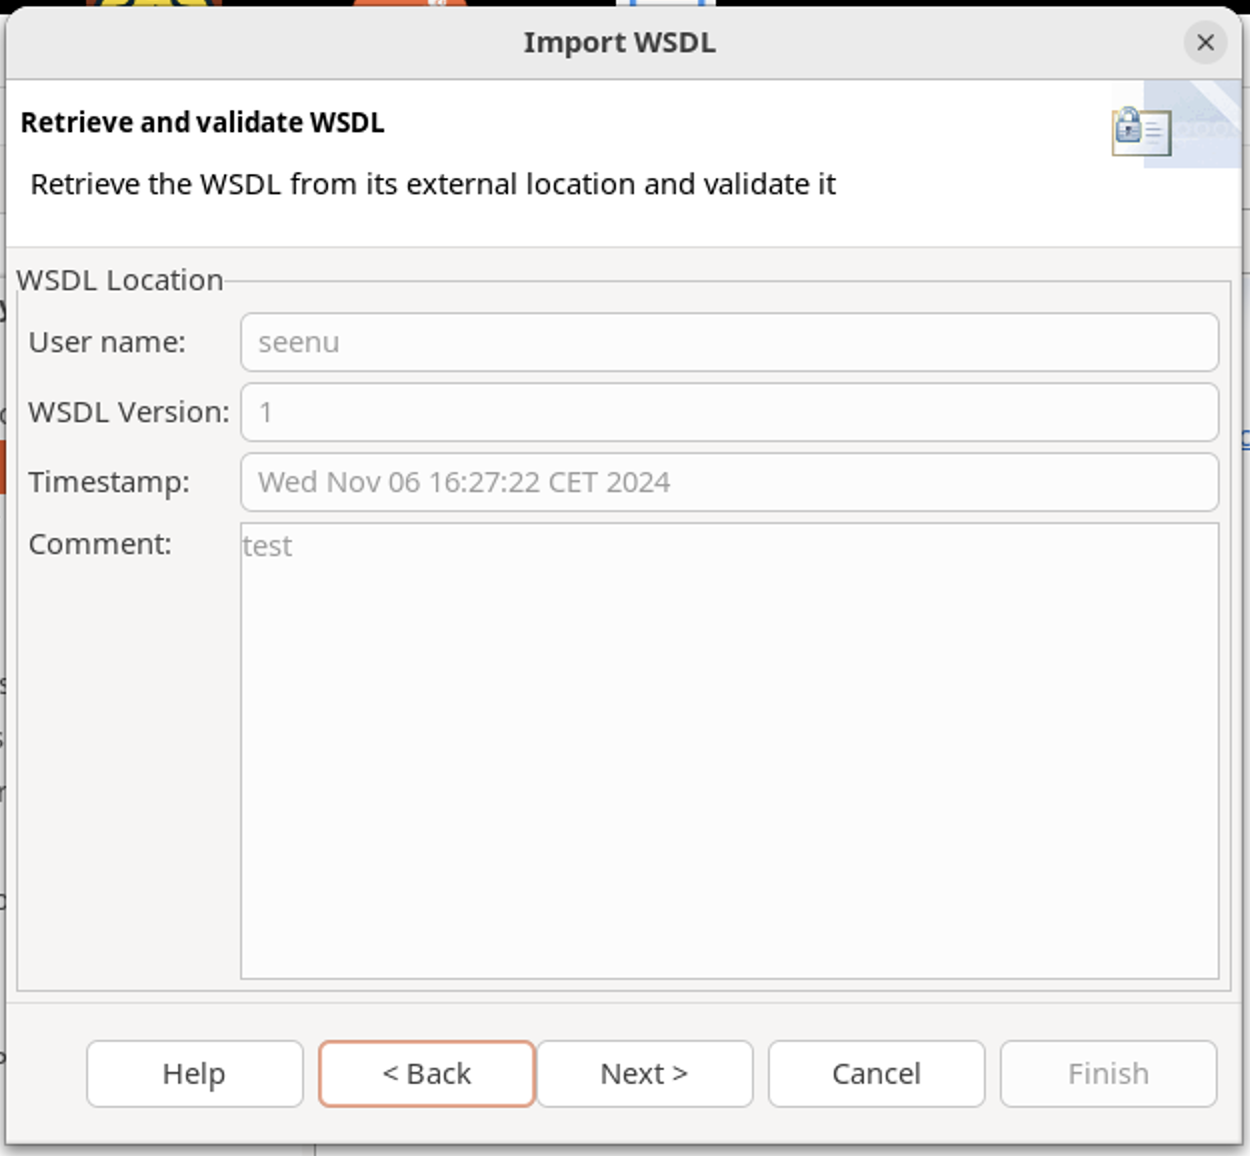 Import WSDL
Retrieve and validate WSDL
Retrieve the WSDL from its external location and validate it
WSDL Location
User name: seenu
WSDL Version: 1
Timestamp: Wed Nov 06 16:27:22 CET 2024
Comment: test
Help < Back Next > Cancel Finish